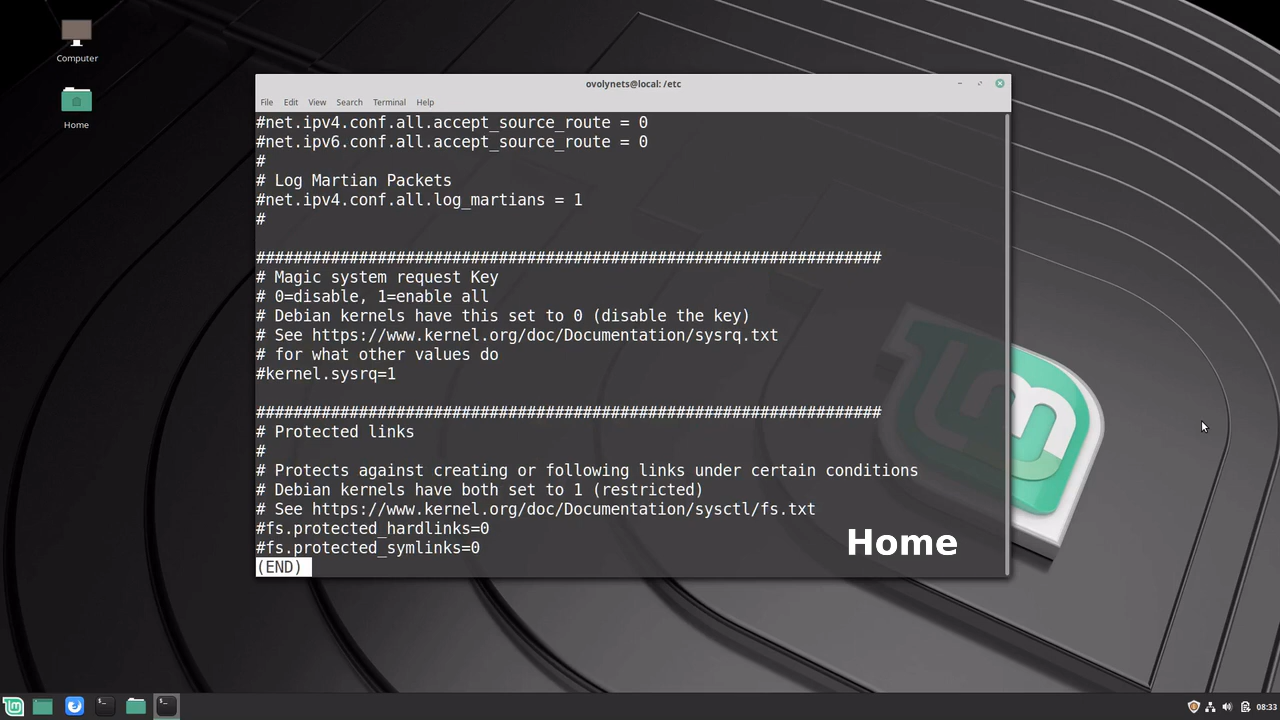 Computer
Home
ovolynets@local: /etc
File Edit View Search Terminal Help
#net.ipv4.conf.all.accept_source_route = 0
#net.ipv6.conf.all.accept_source_route = 0
#
# Log Martian Packets
#net.ipv4.conf.all.log_martians = 1
#
###################################################################
# Magic system request Key
# 0=disable, 1=enable all
# Debian kernels have this set to 0 (disable the key)
# See https://www.kernel.org/doc/Documentation/sysrq.txt
# for what other values do
#kernel.sysrq=1
###################################################################
# Protected links
#
# Protects against creating or following links under certain conditions
# Debian kernels have both set to 1 (restricted)
# See https://www.kernel.org/doc/Documentation/sysctl/fs.txt
#fs.protected_hardlinks=0
#fs.protected_symlinks=0
(END)
Home
08:33